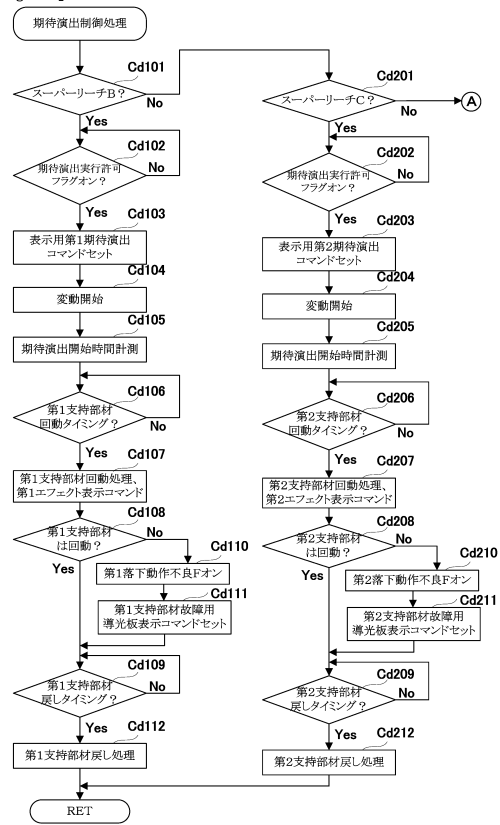 期待演出制御処理
Cd101
スーパーリーチB?
No
Yes
Cd102
期待演出実行許可
フラグオン?
No
Yes
Cd103
表示用第1期待演出
コマンドセット
Cd104
変動開始
Cd105
期待演出開始時間計測
Cd106
第1支持部材
回動タイミング?
No
Yes
Cd107
第1支持部材回動処理、
第1エフェクト表示コマンド
Cd108
第1支持部材
は回動?
No
Yes
Cd110
第1落下動作不良Fオン
Cd111
第1支持部材故障用
導光板表示コマンドセット
Cd109
第1支持部材
戻しタイミング?
No
Yes
Cd112
第1支持部材戻し処理
RET
Cd201
スーパーリーチC?
No
A
Yes
Cd202
期待演出実行許可
フラグオン?
No
Yes
Cd203
表示用第2期待演出
コマンドセット
Cd204
変動開始
Cd205
期待演出開始時間計測
Cd206
第2支持部材
回動タイミング?
No
Yes
Cd207
第2支持部材回動処理、
第2エフェクト表示コマンド
Cd208
第2支持部材
は回動?
No
Yes
Cd210
第2落下動作不良Fオン
Cd211
第2支持部材故障用
導光板表示コマンドセット
Cd209
第2支持部材
戻しタイミング?
No
Yes
Cd212
第2支持部材戻し処理